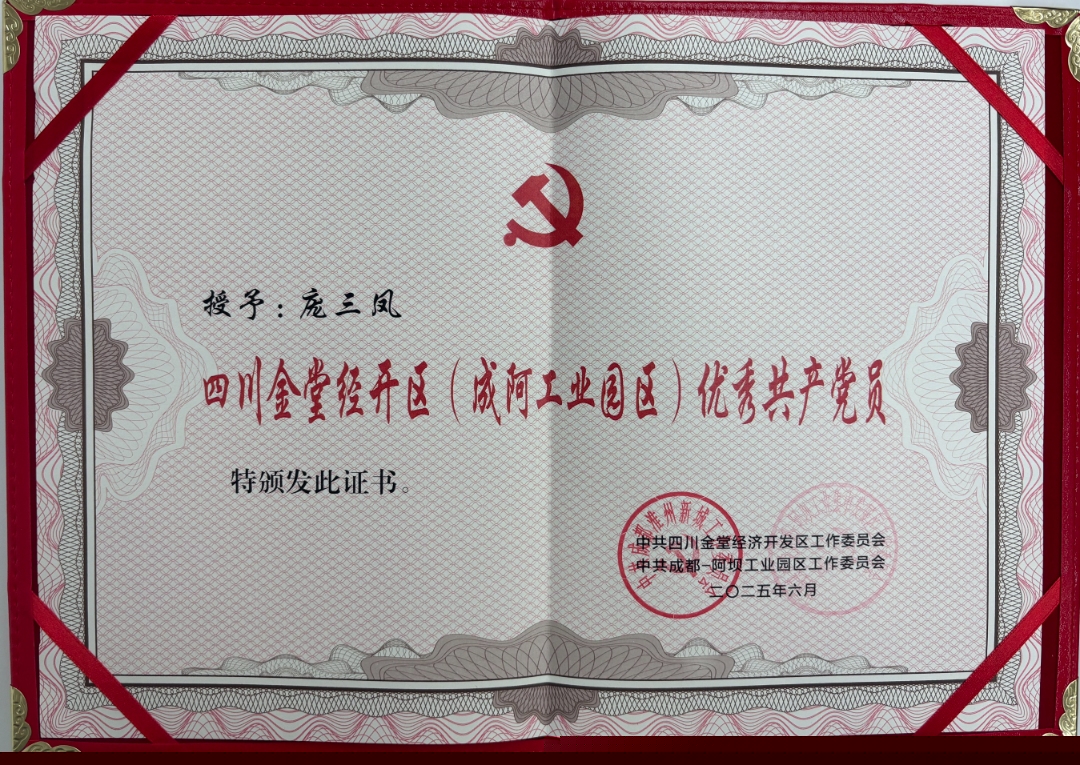 授予：庞三凤
四川金堂经开区（成阿工业园区）优秀共产党员
特颁发此证书。
中共四川金堂经济开发区工作委员会
中共成都–阿坝工业园区工作委员会
二〇二五年六月